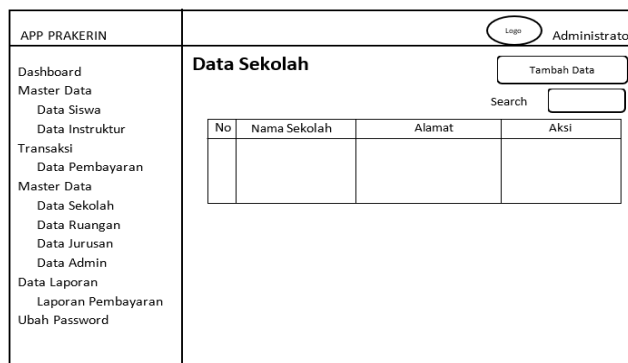 APP PRAKERIN
Logo
Administrato
Dashboard
Master Data
Data Siswa
Data Instruktur
Transaksi
Data Pembayaran
Master Data
Data Sekolah
Data Ruangan
Data Jurusan
Data Admin
Data Laporan
Laporan Pembayaran
Ubah Password
Data Sekolah
Tambah Data
Search
No Nama Sekolah Alamat Aksi